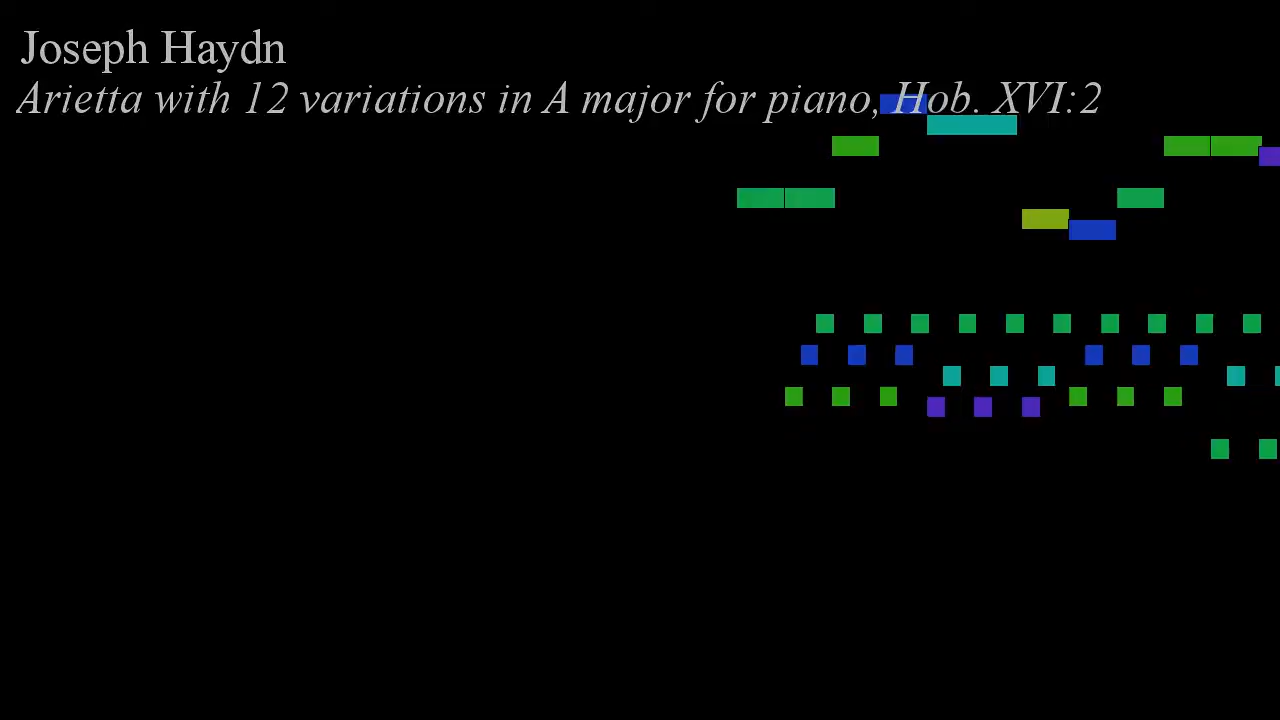 Joseph Haydn
Arietta with 12 variations in A major for piano, Hob. XVI:2